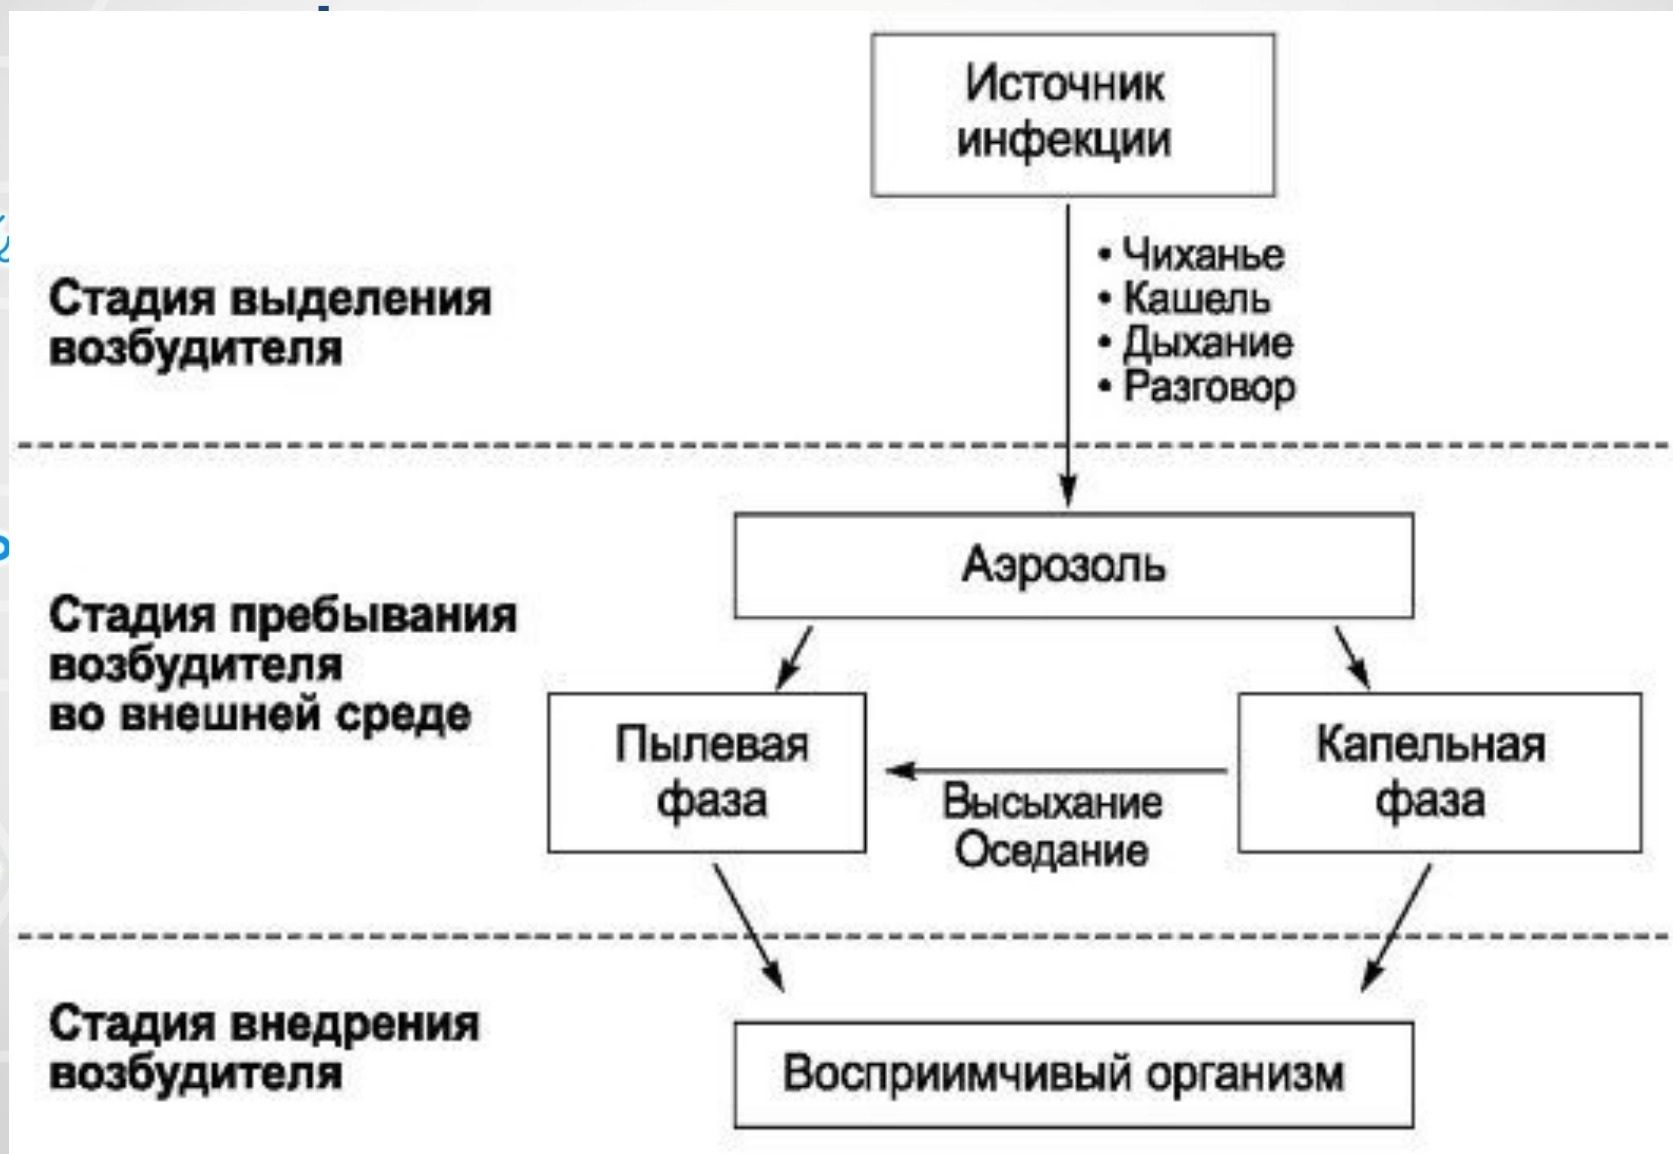 Источник
инфекции
• Чиханье
• Кашель
• Дыхание
• Разговор
Стадия выделения
возбудителя
Аэрозоль
Стадия пребывания
возбудителя
во внешней среде
Пылевая
фаза
Высыхание
Оседание
Капельная
фаза
Стадия внедрения
возбудителя
Восприимчивый организм